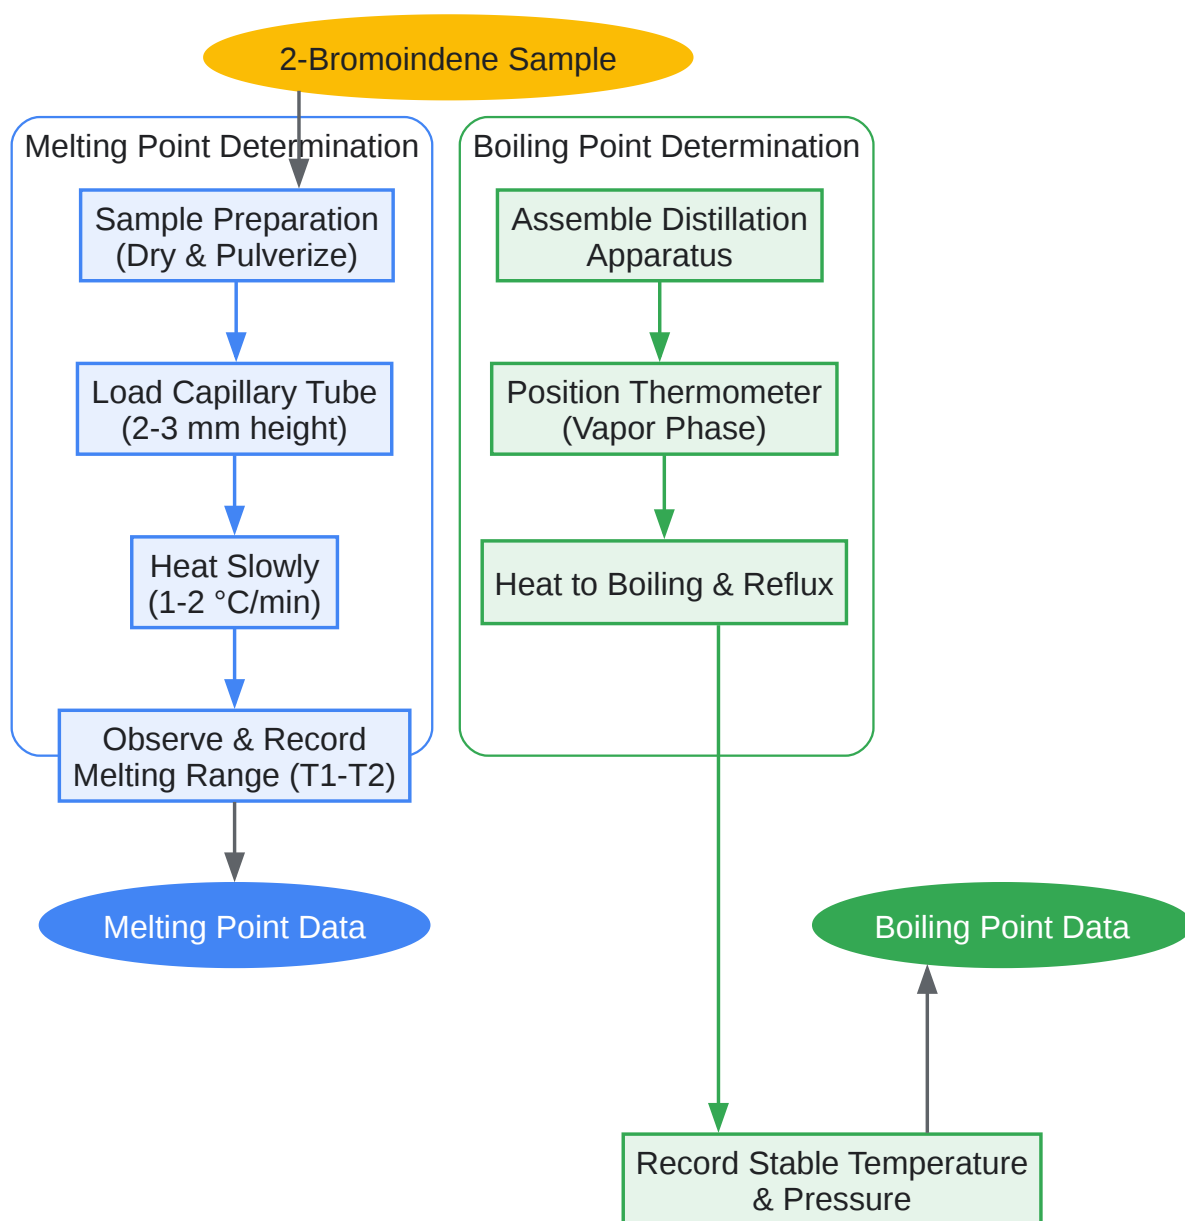 2-Bromoindene Sample
Melting Point Determination
Sample Preparation
(Dry & Pulverize)
Load Capillary Tube
(2-3 mm height)
Heat Slowly
(1-2 °C/min)
Observe & Record
Melting Range (T1-T2)
Melting Point Data
Boiling Point Determination
Assemble Distillation
Apparatus
Position Thermometer
(Vapor Phase)
Heat to Boiling & Reflux
Record Stable Temperature
& Pressure
Boiling Point Data